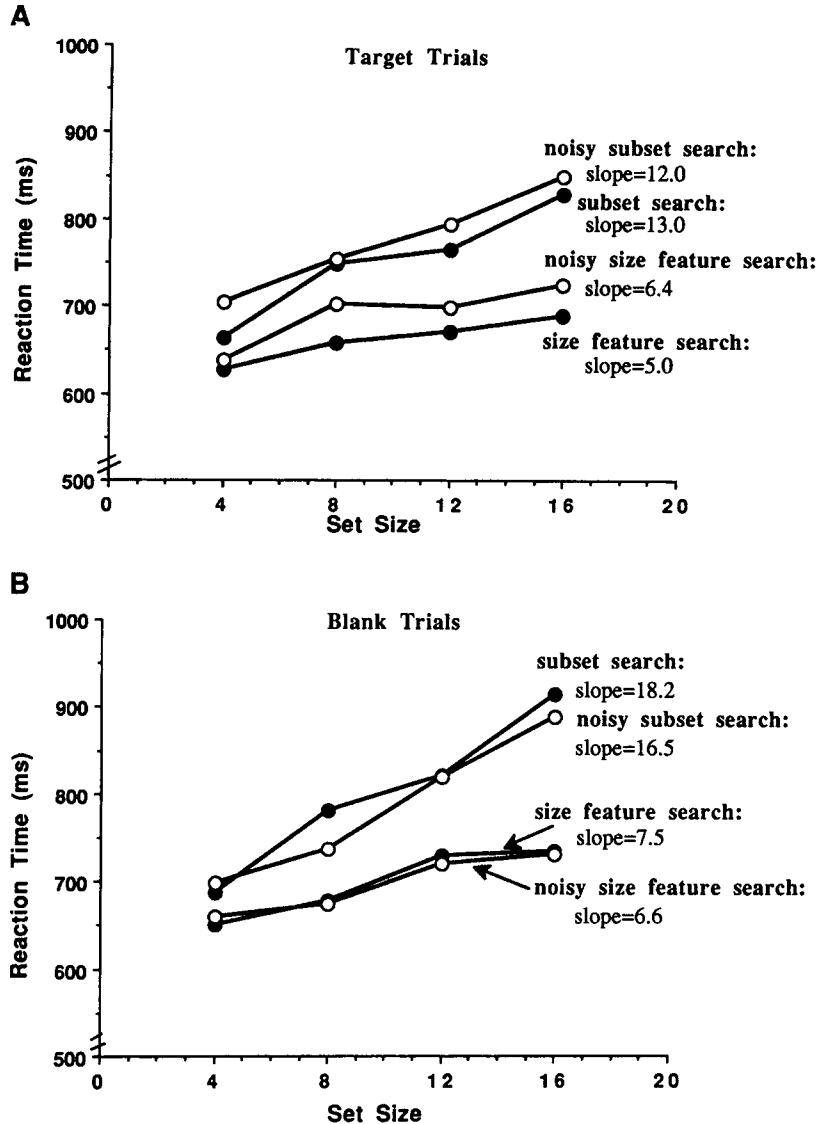 A
Target Trials
1000
900
800
700
600
500
Reaction Time (ms)
noisy subset search:
slope=12.0
subset search:
slope=13.0
noisy size feature search:
slope=6.4
size feature search:
slope=5.0
0 4 8 12 16 20
Set Size
B
Blank Trials
1000
900
800
700
600
500
Reaction Time (ms)
subset search:
slope=18.2
noisy subset search:
slope=16.5
size feature search:
slope=7.5
noisy size feature search:
slope=6.6
0 4 8 12 16 20
Set Size